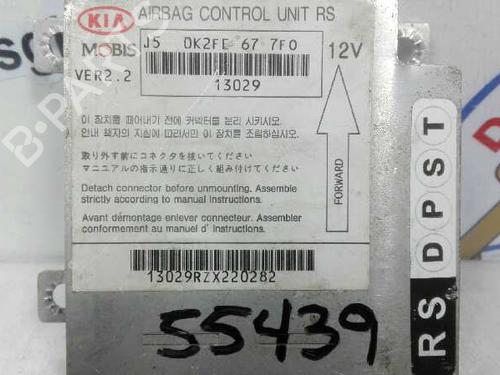 KIA AIRBAG CONTROL UNIT RS
MOBIS J5 0K2FE 67 7F0 12V
VER2.2 13029
이 장치를 떼어내기 전에 커넥터를 분리 시키시오.
안내 책자의 지침에 따라서만 이 장치를 조립하십시오.
取り外す前にコネクタを抜いてください
マニュアルの指示通りに正しく組み付けてください
Detach connector before unmounting. Assemble
strictly according to manual instructions.
Avant démontage enlever connecteur. Assembler
conformement au manuel d' Instructions.
FORWARD
13029RZX220282
55439
RSDPST
B-PARTS